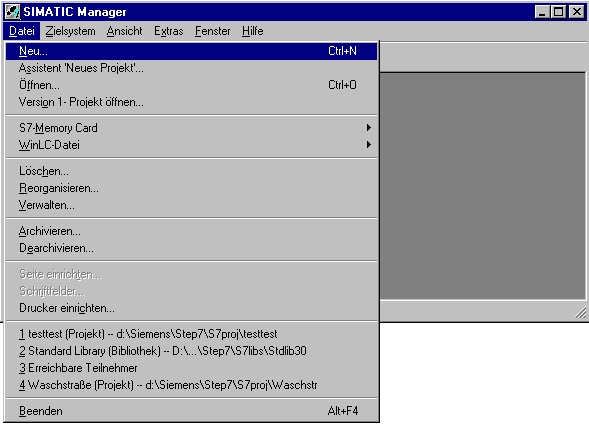 SIMATIC Manager
Datei Zielsystem Ansicht Extras Fenster Hilfe
Neu... Ctrl+N
Assistent 'Neues Projekt'...
Öffnen... Ctrl+O
Version 1- Projekt öffnen...
S7-Memory Card
WinLC-Datei
Löschen...
Reorganisieren...
Verwalten...
Archivieren...
Dearchivieren...
Seite einrichten...
Schriftfelder...
Drucker einrichten...
1 testtest (Projekt) -- d:\Siemens\Step7\S7proj\testtest
2 Standard Library (Bibliothek) -- D:\...\Step7\S7libs\Stdlib30
3 Erreichbare Teilnehmer
4 Waschstraße (Projekt) -- d:\Siemens\Step7\S7proj\Waschstr
Beenden Alt+F4